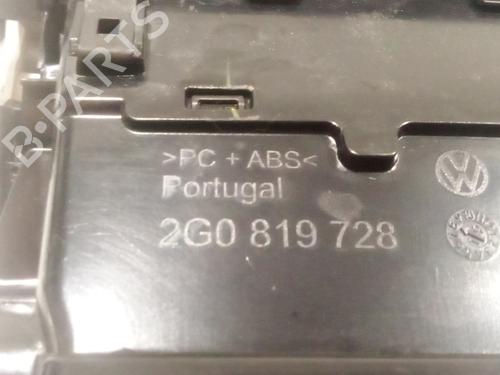 B-PARTS
>PC + ABS<
Portugal
2G0 819 728